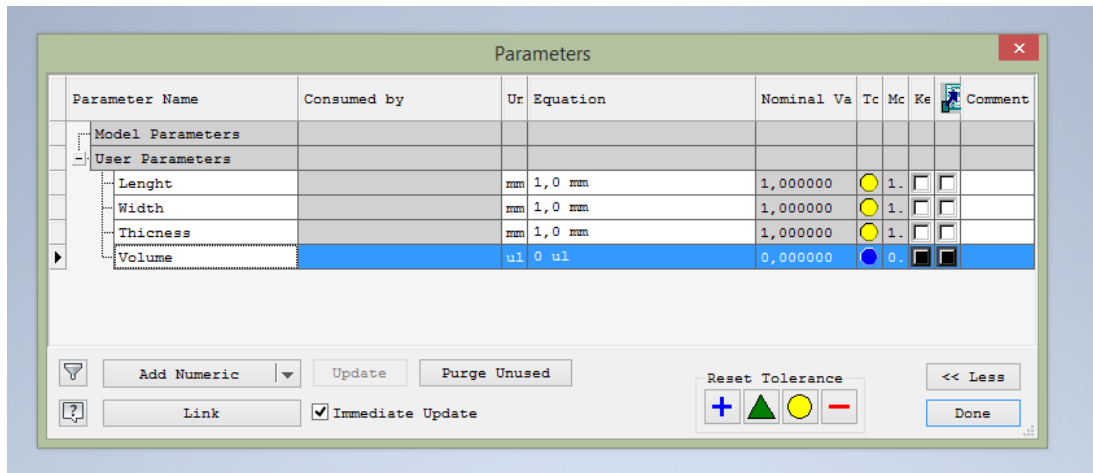 Parameters
Parameter Name Consumed by Ur Equation Nominal Va Tc Mc Ke Comment
Model Parameters
User Parameters
Lenght mm 1,0 mm 1,000000 1.
Width mm 1,0 mm 1,000000 1.
Thicness mm 1,0 mm 1,000000 1.
Volume ul 0 ul 0,000000 0.
Add Numeric Update Purge Unused Reset Tolerance << Less
Link Immediate Update Done